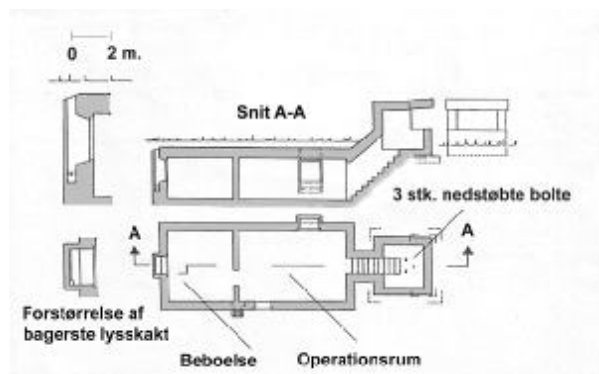 0 2 m.
Snit A-A
3 stk. nedstøbte bolte
A A
Forstørrelse af
bagerste lysskakt
Beboelse Operationsrum